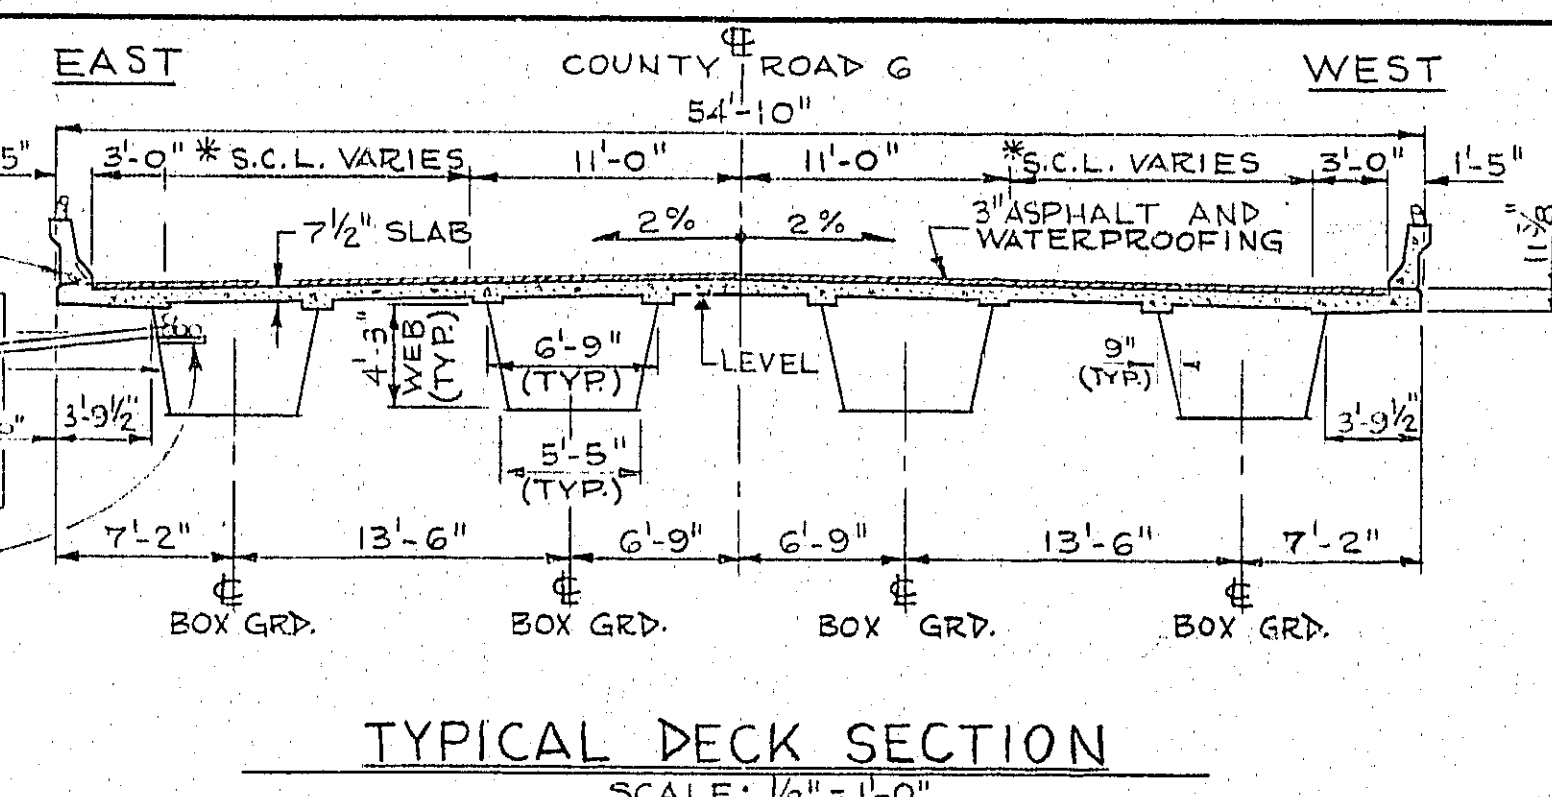 EAST
COUNTY ROAD 6
WEST
54'-10"
5"
3'-0"
* S.C.L. VARIES
11'-0"
11'-0"
* S.C.L. VARIES
3'-0"
1'-5"
7½" SLAB
2%
2%
3" ASPHALT AND
WATERPROOFING
4'-3"
WEB
(TYP.)
6'-9"
(TYP.)
LEVEL
9"
(TYP.)
3'-9½"
3'-9½"
5'-5"
(TYP.)
7'-2"
13'-6"
6'-9"
6'-9"
13'-6"
7'-2"
℄
BOX GRD.
℄
BOX GRD.
℄
BOX GRD.
℄
BOX GRD.
TYPICAL DECK SECTION